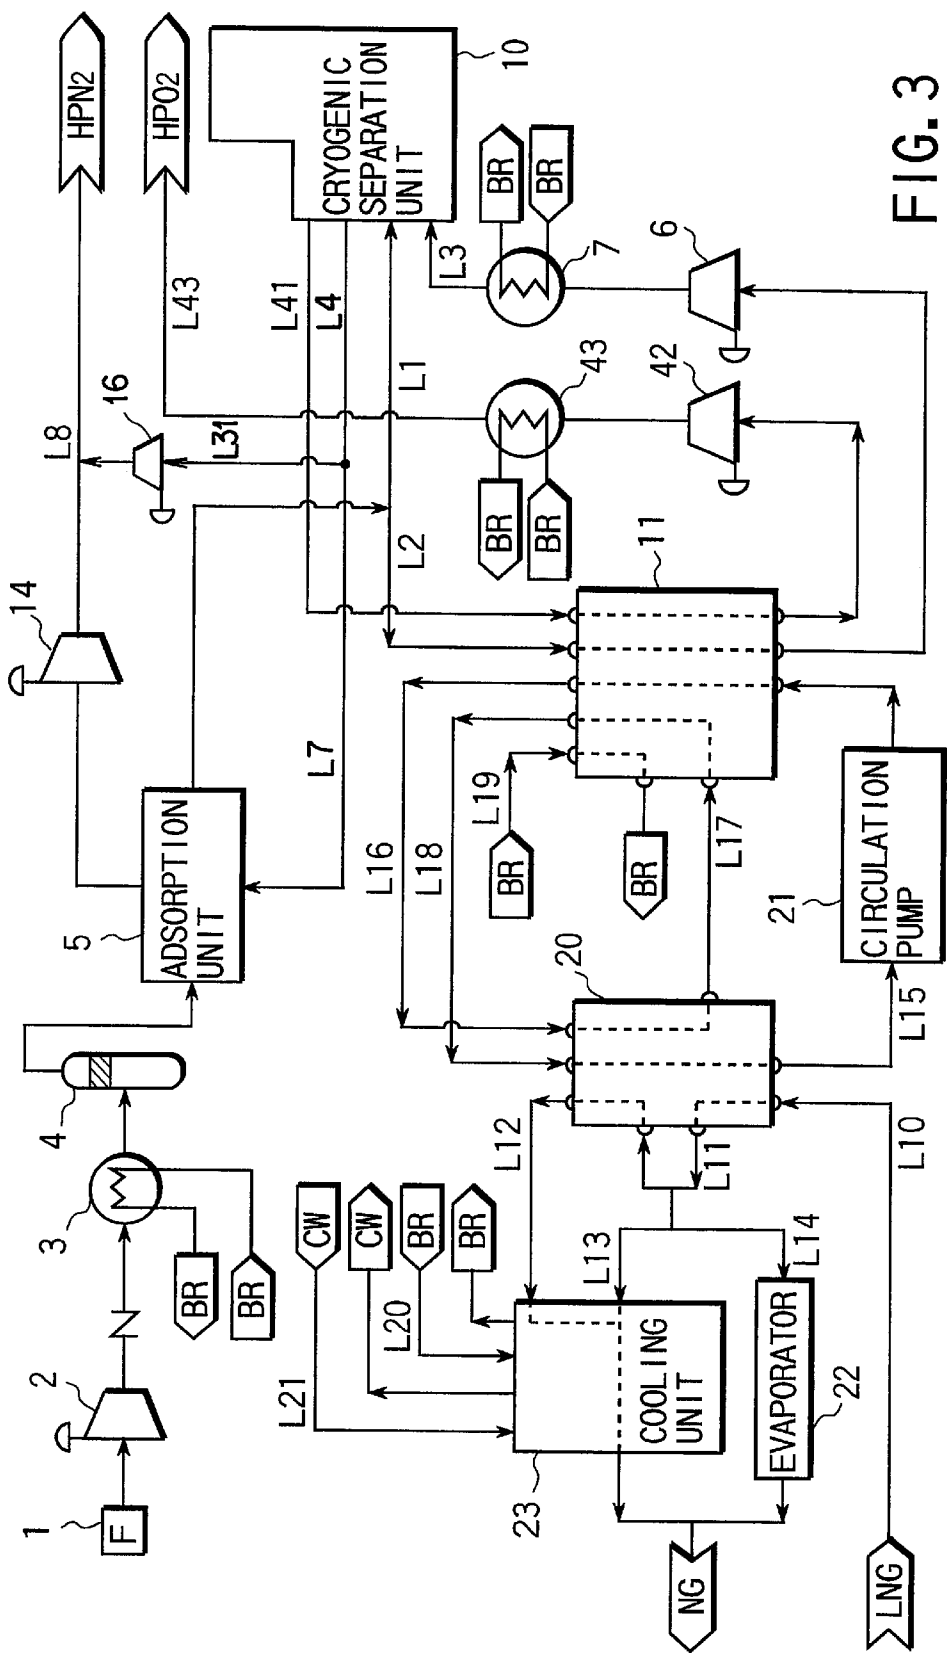 HPN2
HPO2
CRYOGENIC
SEPARATION
UNIT
10
BR
BR
L43
L41
L4
L3
7
6
L8
16
L31
L1
43
42
BR
BR
L2
11
14
L7
L16
L18
L19
BR
BR
L17
5
ADSORPTION
UNIT
20
21
CIRCULATION
PUMP
L15
4
3
BR
BR
L12
L11
L10
CW
CW
BR
BR
L13
L14
L20
L21
2
1
F
23
COOLING
UNIT
EVAPORATOR
22
NG
LNG
FIG. 3